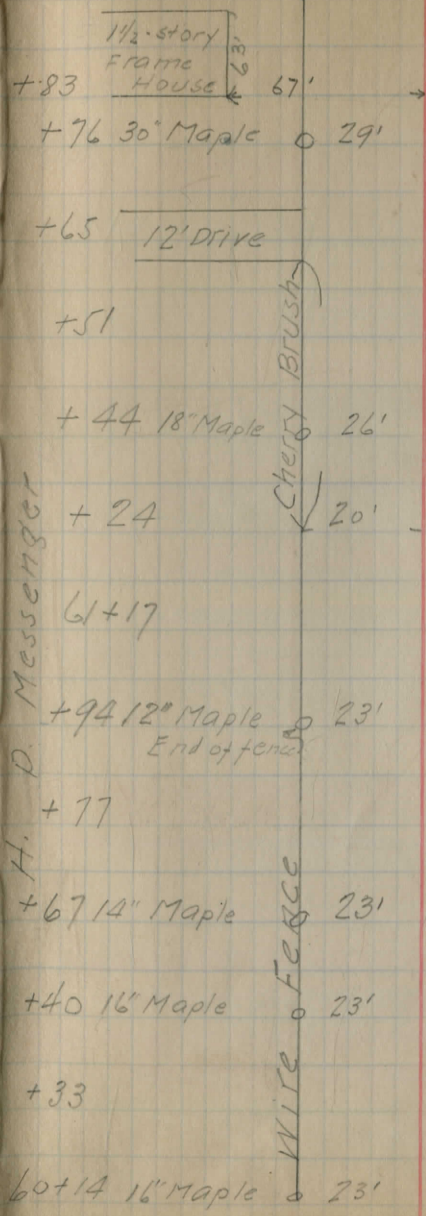 1½-story
Frame
House
63'
+83 67'
+76 30" Maple 29'
+65 12' Drive
+51
Cherry Brush
+44 18" Maple 26'
+24 20'
61+17
H. D. Messenger
+94 12" Maple 23'
End of fence
+77
+67 14" Maple 23'
Wire Fence
+40 16" Maple 23'
+33
60+14 16" Maple 23'